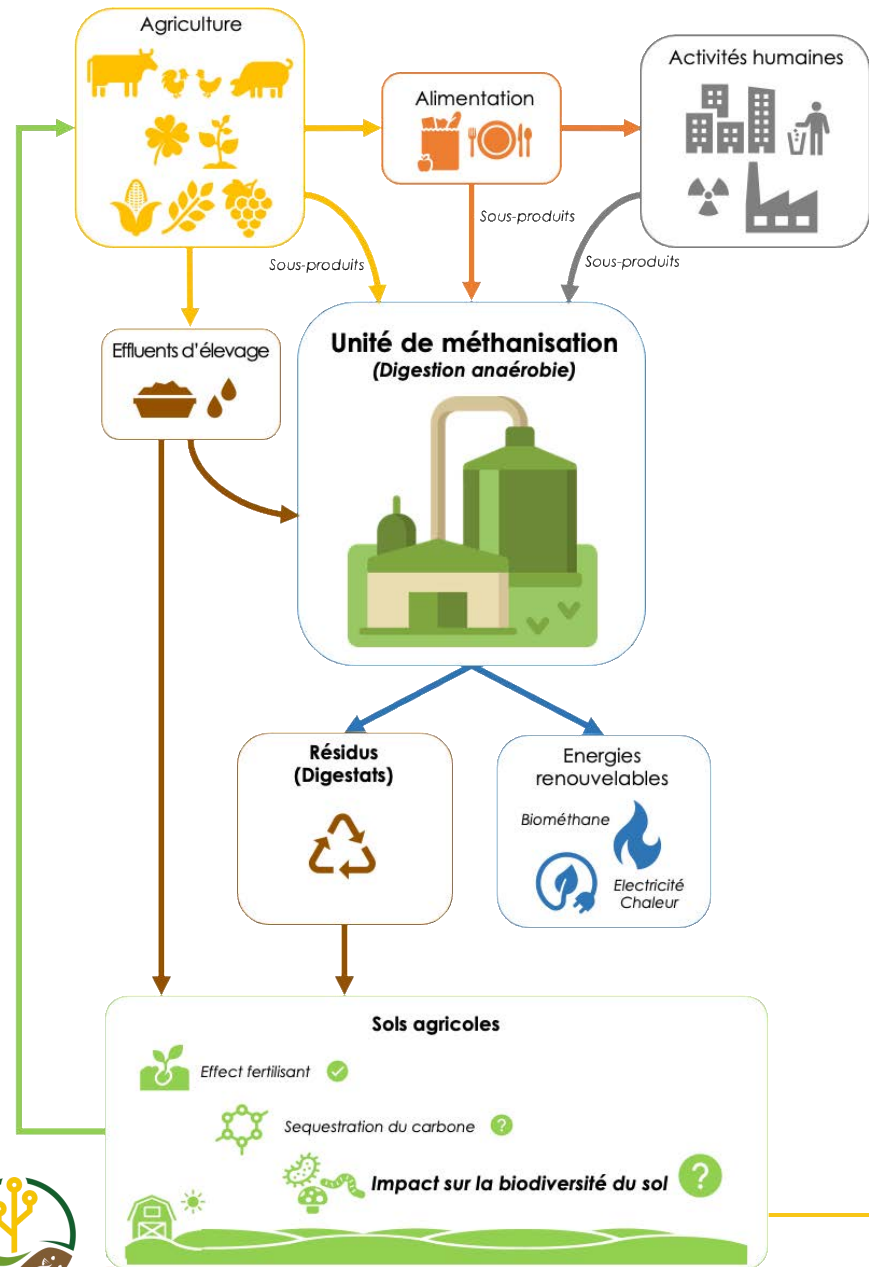 Agriculture
Activités humaines
Alimentation
Sous-produits
Sous-produits
Sous-produits
Effluents d'élevage
Unité de méthanisation
(Digestion anaérobie)
Résidus
(Digestats)
Energies
renouvelables
Biométhane
Electricité
Chaleur
Sols agricoles
Effect fertilisant
Sequestration du carbone ?
Impact sur la biodiversité du sol ?